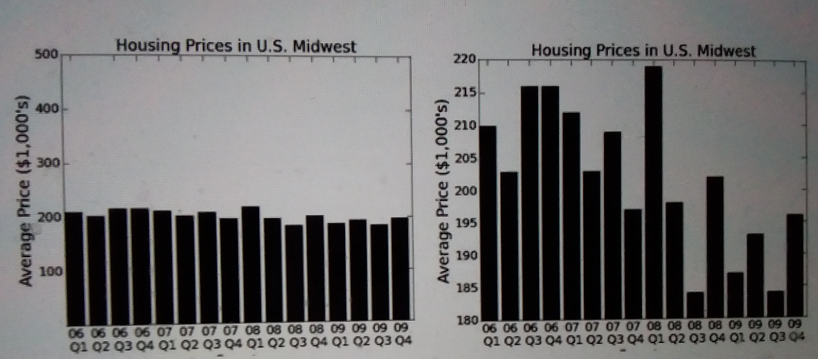 Housing Prices in U.S. Midwest
Average Price ($1,000's)
500
400
300
200
100
06 06 06 06 07 07 07 07 08 08 08 08 09 09 09 09
Q1 Q2 Q3 Q4 Q1 Q2 Q3 Q4 Q1 Q2 Q3 Q4 Q1 Q2 Q3 Q4
Housing Prices in U.S. Midwest
Average Price ($1,000's)
220
215
210
205
200
195
190
185
180
06 06 06 06 07 07 07 07 08 08 08 08 09 09 09 09
Q1 Q2 Q3 Q4 Q1 Q2 Q3 Q4 Q1 Q2 Q3 Q4 Q1 Q2 Q3 Q4